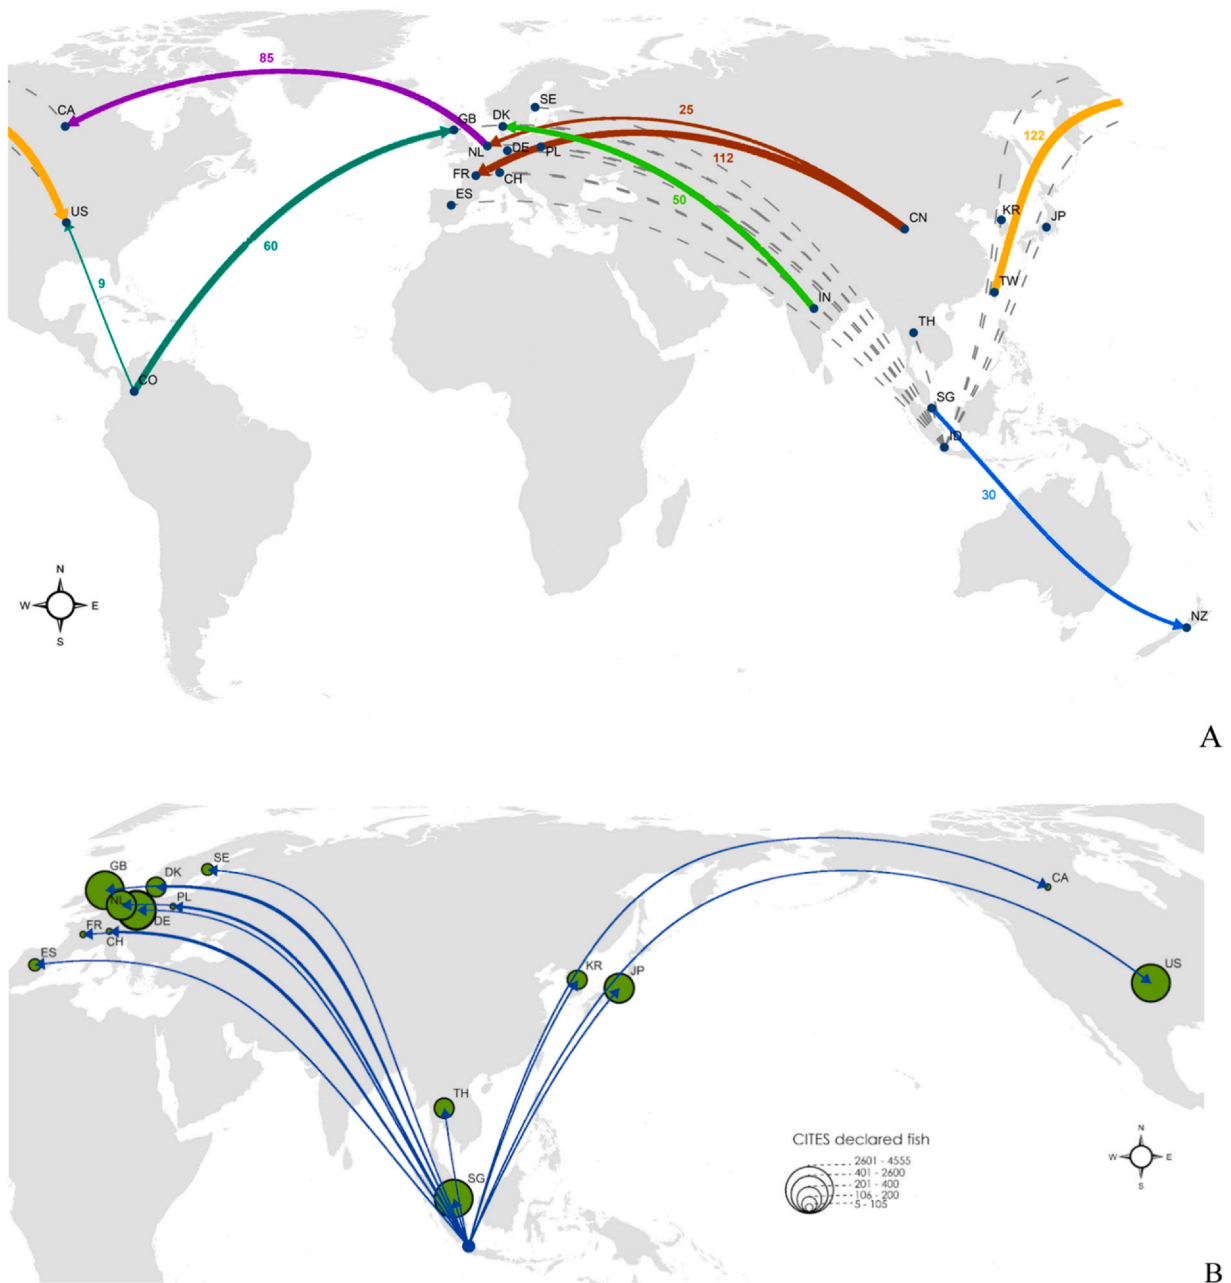 85
CA
SE
GB
DK
25
122
NL
DE
PL
112
FR
CH
ES
50
US
CN
KR
JP
60
9
IN
TW
TH
CO
SG
ID
30
N
W
E
S
NZ
A
GB
DK
SE
CA
NL
PL
DE
FR
CH
ES
KR
JP
US
TH
SG
CITES declared fish
2601 - 4555
401 - 2600
201 - 400
106 - 200
5 - 105
N
W
E
S
B